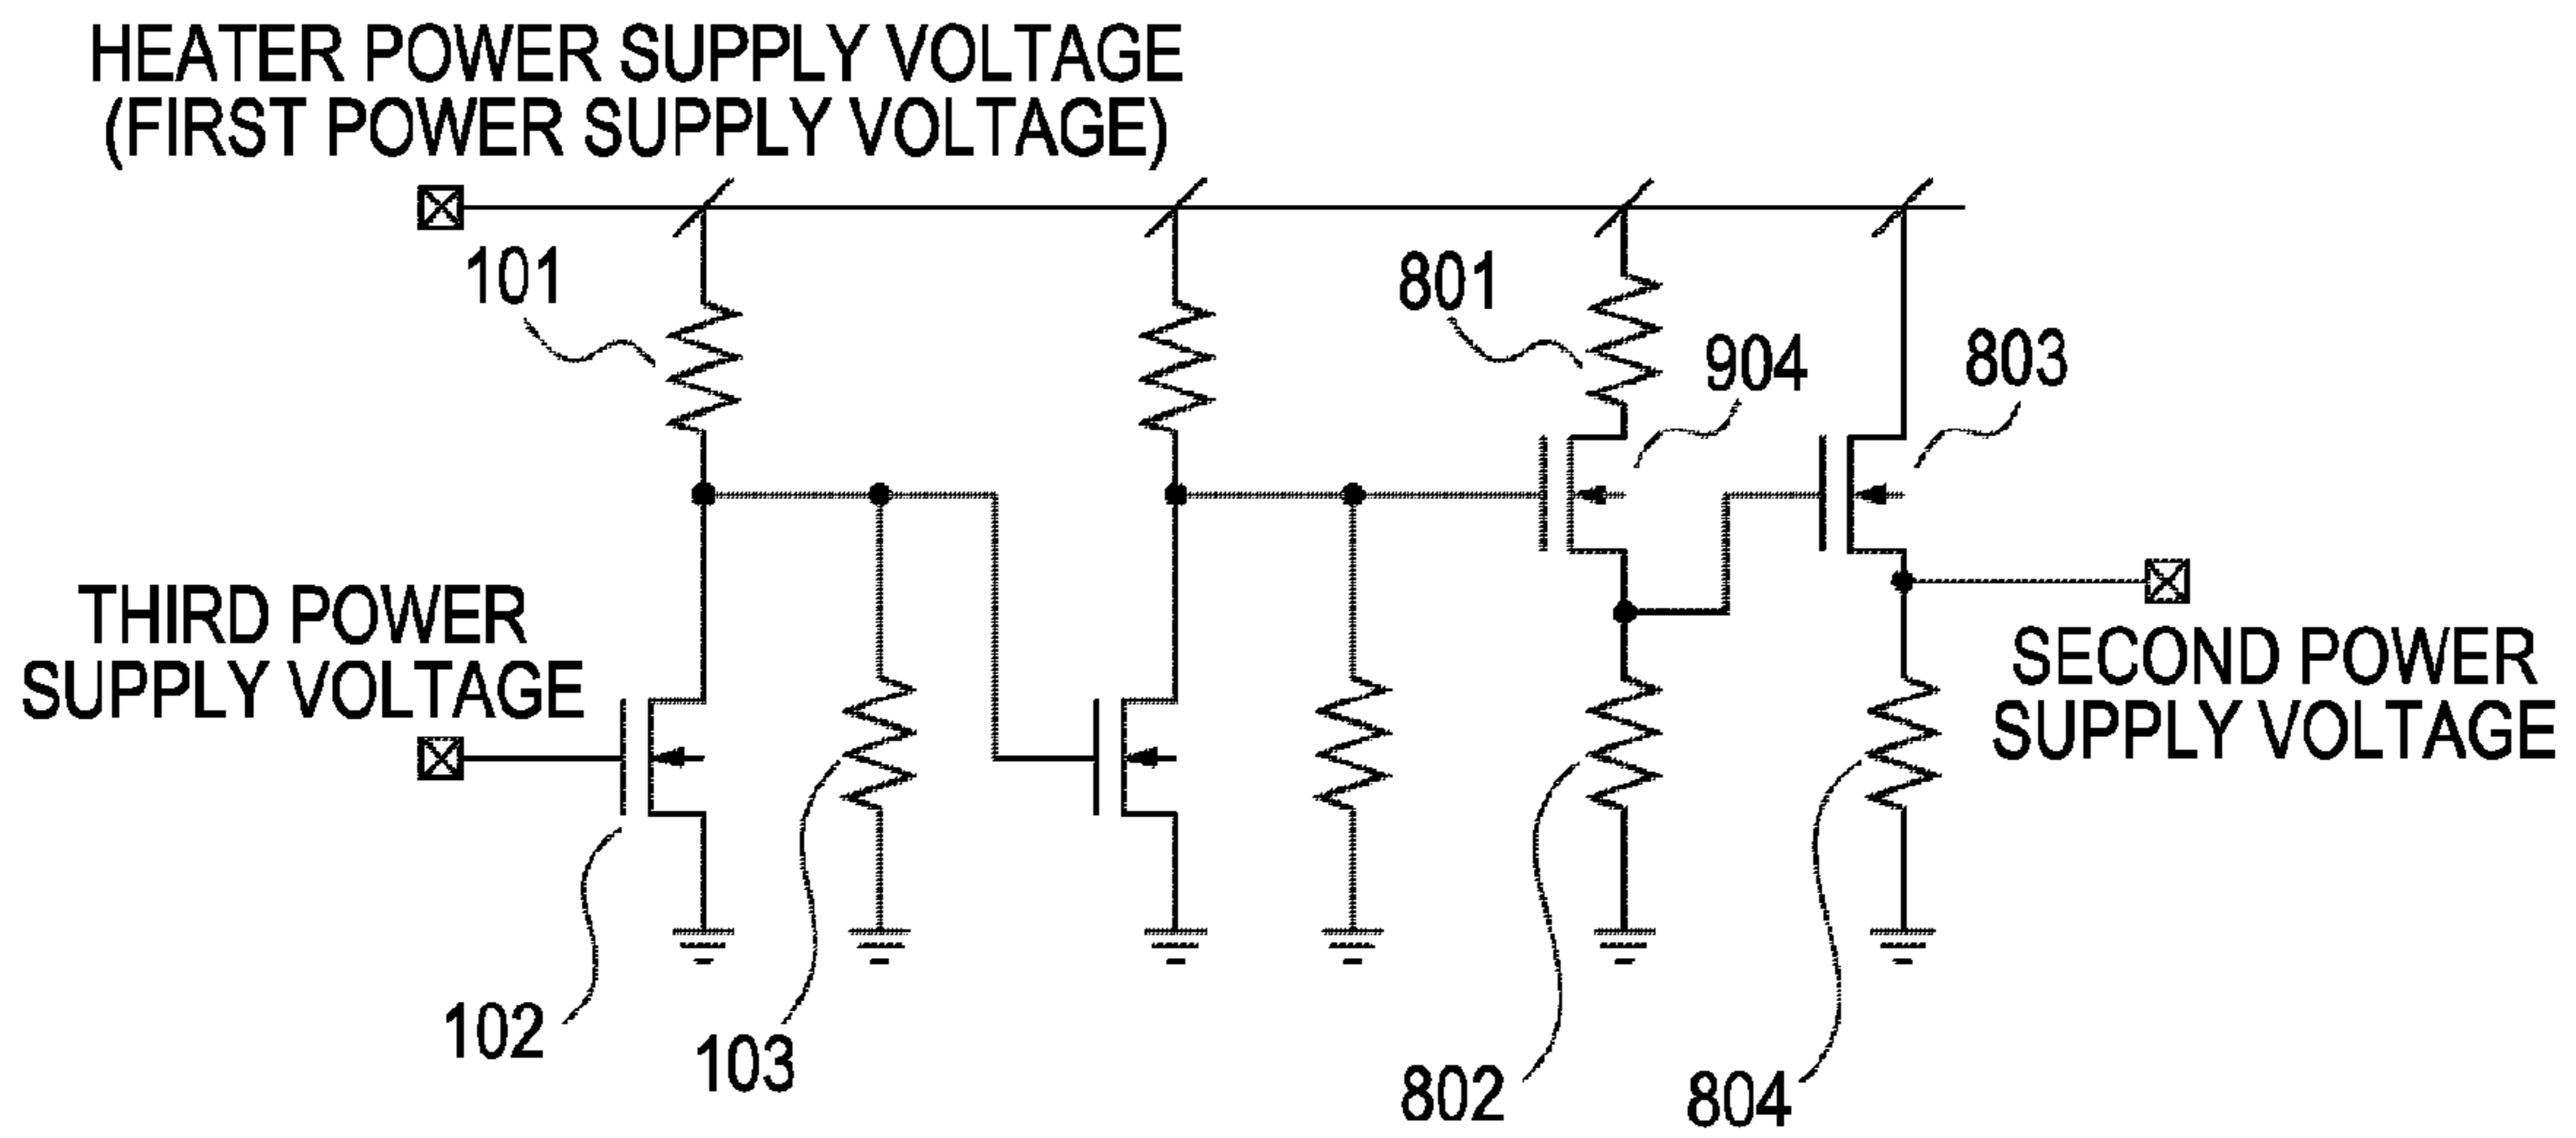 HEATER POWER SUPPLY VOLTAGE
(FIRST POWER SUPPLY VOLTAGE)
101
801
904
803
THIRD POWER
SUPPLY VOLTAGE
SECOND POWER
SUPPLY VOLTAGE
102
103
802
804